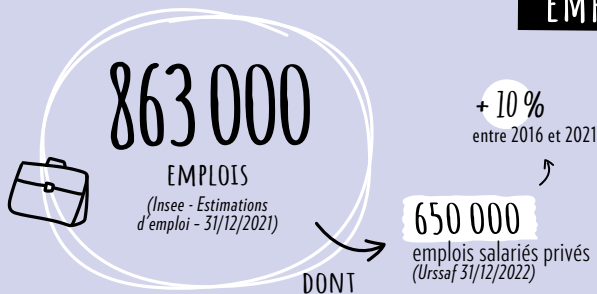 863 000
EMPLOIS
(Insee - Estimations
d'emploi - 31/12/2021)
DONT
+ 10 %
entre 2016 et 2021
650 000
emplois salariés privés
(Urssaf 31/12/2022)